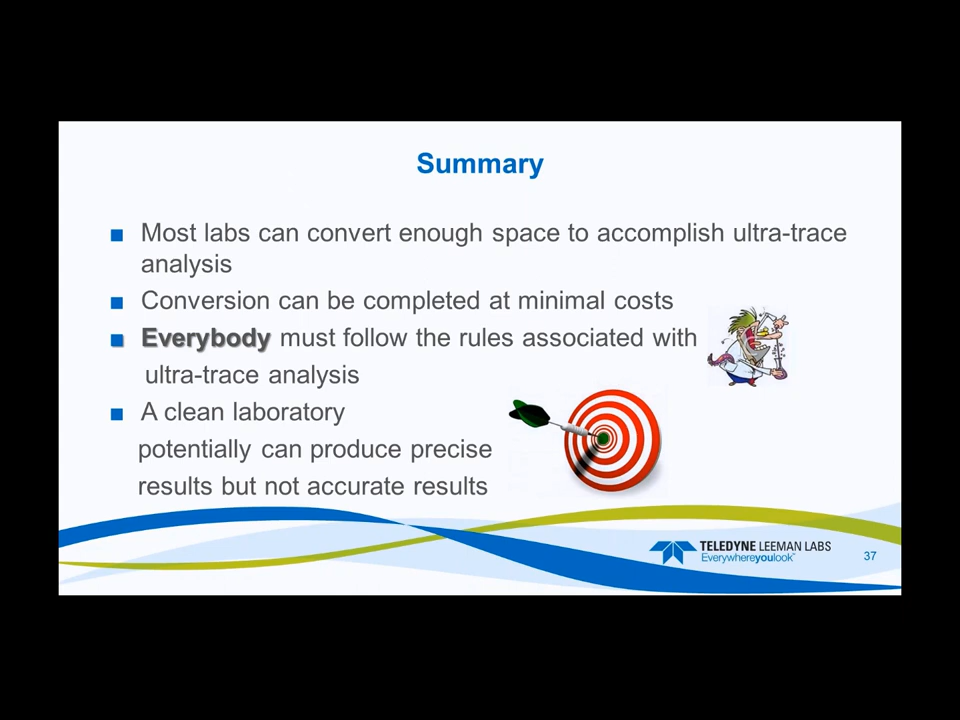 Summary
Most labs can convert enough space to accomplish ultra-trace
analysis
Conversion can be completed at minimal costs
Everybody must follow the rules associated with
ultra-trace analysis
A clean laboratory
potentially can produce precise
results but not accurate results
TELEDYNE LEEMAN LABS
Everywhereyoulook™
37